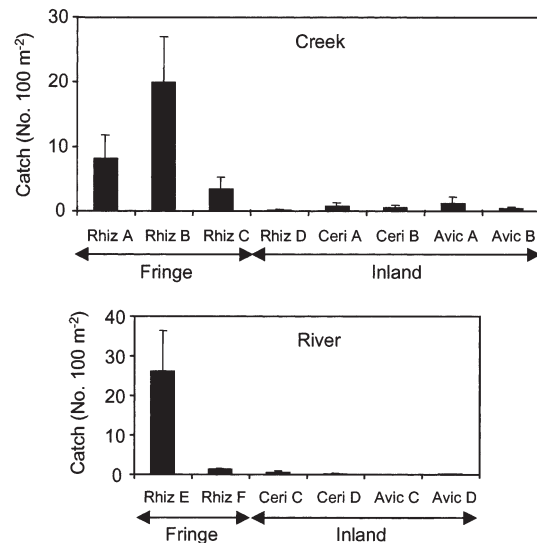 30
Creek
20
10
0
Catch (No. 100 m⁻²)
Rhiz A Rhiz B Rhiz C Rhiz D Ceri A Ceri B Avic A Avic B
Fringe Inland
40
River
30
20
10
0
Catch (No. 100 m⁻²)
Rhiz E Rhiz F Ceri C Ceri D Avic C Avic D
Fringe Inland